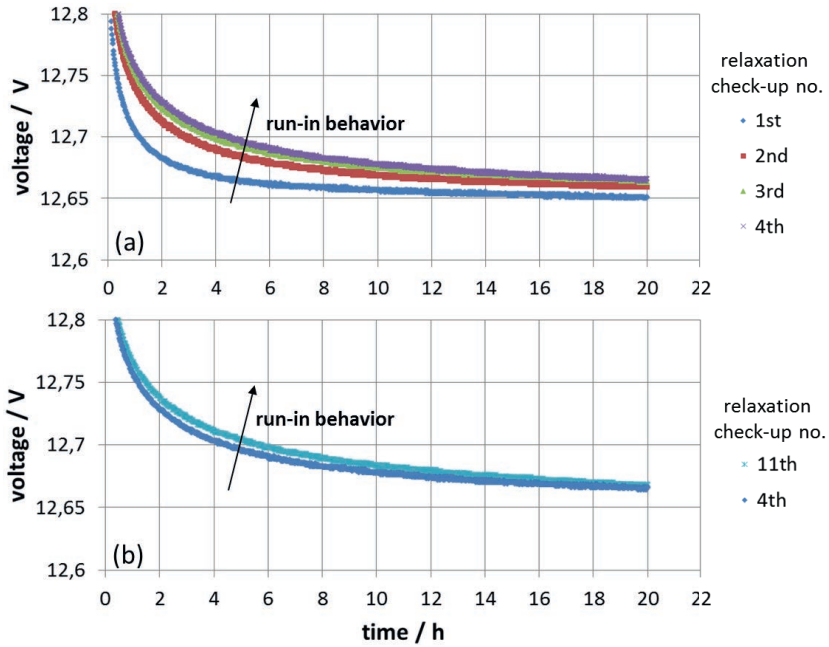 12,8
12,75
12,7
12,65
12,6
voltage / V
run-in behavior
(a)
0 2 4 6 8 10 12 14 16 18 20 22
relaxation
check-up no.
1st
2nd
3rd
4th
12,8
12,75
12,7
12,65
12,6
voltage / V
run-in behavior
(b)
0 2 4 6 8 10 12 14 16 18 20 22
time / h
relaxation
check-up no.
11th
4th